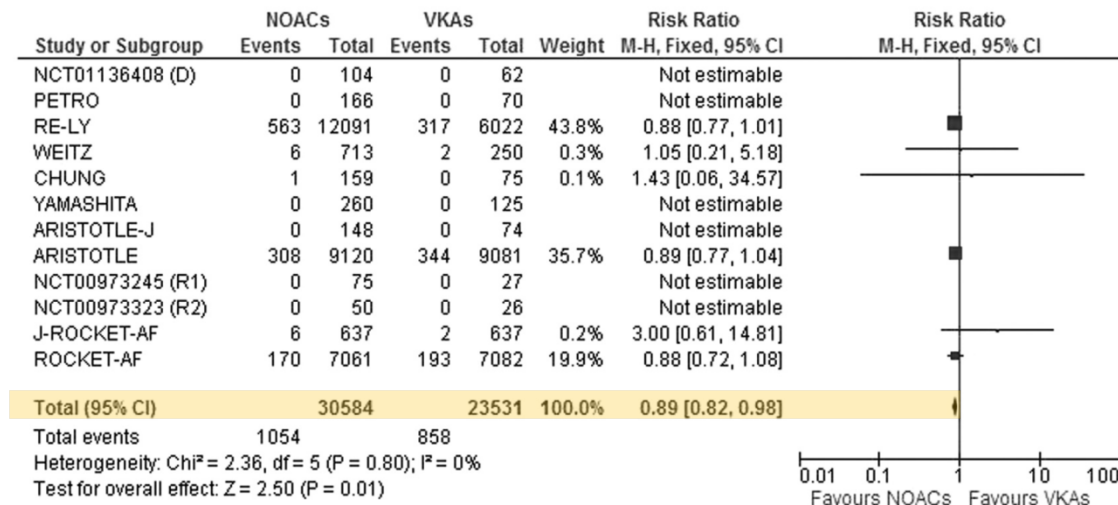 NOACs VKAs Risk Ratio Risk Ratio
Study or Subgroup Events Total Events Total Weight M-H, Fixed, 95% CI M-H, Fixed, 95% CI
NCT01136408 (D) 0 104 0 62 Not estimable
PETRO 0 166 0 70 Not estimable
RE-LY 563 12091 317 6022 43.8% 0.88 [0.77, 1.01]
WEITZ 6 713 2 250 0.3% 1.05 [0.21, 5.18]
CHUNG 1 159 0 75 0.1% 1.43 [0.06, 34.57]
YAMASHITA 0 260 0 125 Not estimable
ARISTOTLE-J 0 148 0 74 Not estimable
ARISTOTLE 308 9120 344 9081 35.7% 0.89 [0.77, 1.04]
NCT00973245 (R1) 0 75 0 27 Not estimable
NCT00973323 (R2) 0 50 0 26 Not estimable
J-ROCKET-AF 6 637 2 637 0.2% 3.00 [0.61, 14.81]
ROCKET-AF 170 7061 193 7082 19.9% 0.88 [0.72, 1.08]
Total (95% CI) 30584 23531 100.0% 0.89 [0.82, 0.98]
Total events 1054 858
Heterogeneity: Chi² = 2.36, df = 5 (P = 0.80); I² = 0%
Test for overall effect: Z = 2.50 (P = 0.01)
0.01 0.1 1 10 100
Favours NOACs Favours VKAs